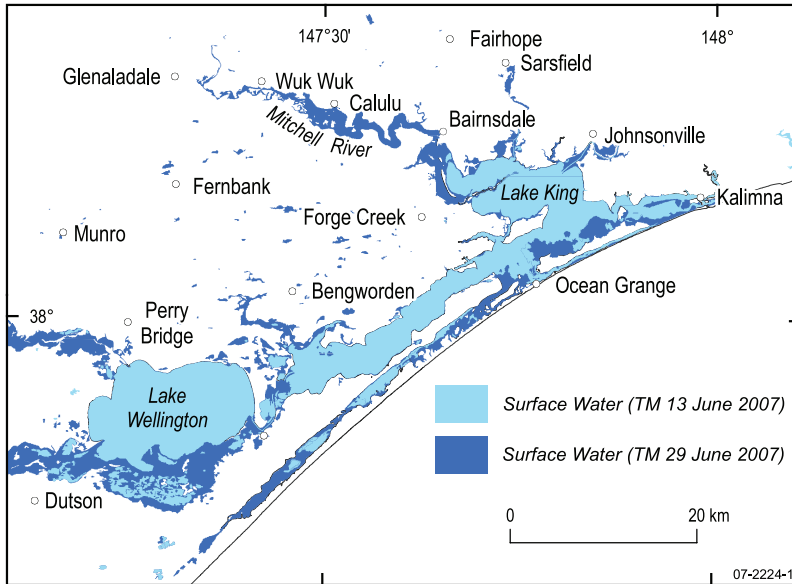 147°30'
148°
Fairhope
Sarsfield
Glenaladale
Wuk Wuk
Calulu
Mitchell River
Bairnsdale
Johnsonville
Fernbank
Lake King
Kalimna
Forge Creek
Munro
Ocean Grange
Bengworden
38°
Perry
Bridge
Lake
Wellington
Surface Water (TM 13 June 2007)
Surface Water (TM 29 June 2007)
Dutson
0
20 km
07-2224-1